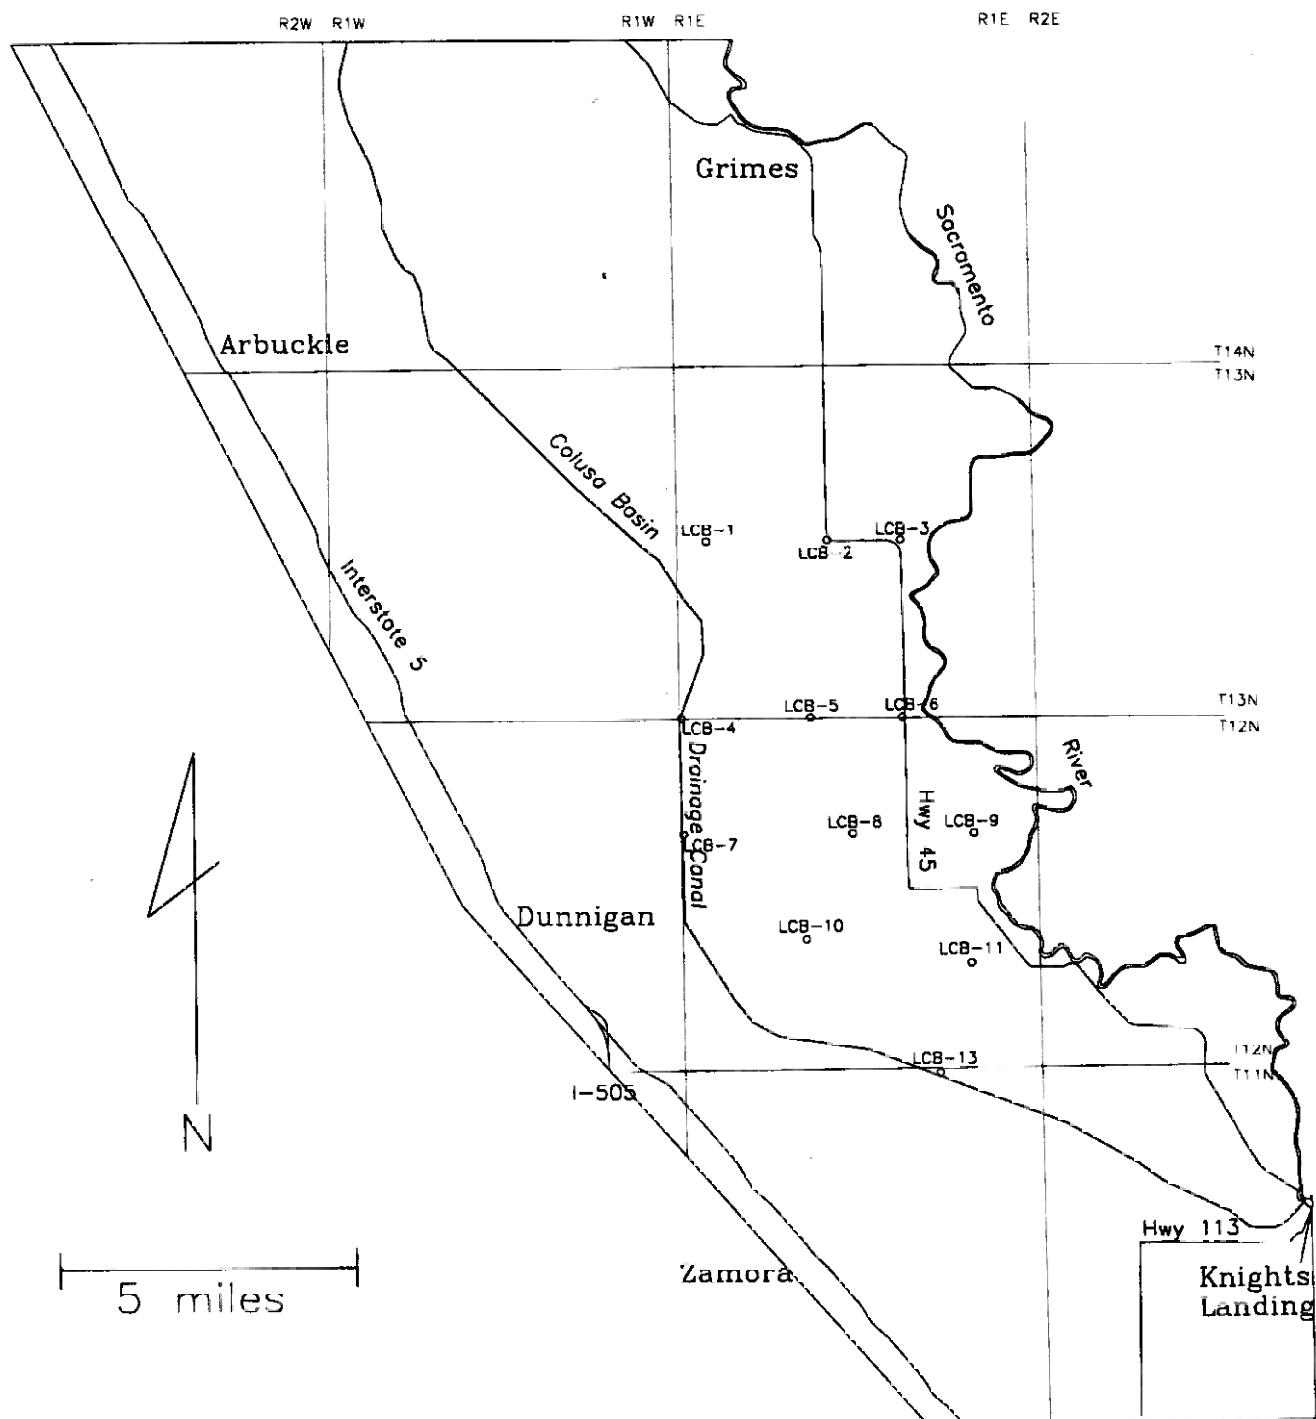 R2W R1W
R1W R1E
R1E R2E
Grimes
Sacramento
Arbuckle
T14N
T13N
Colusa Basin
LCB-1
LCB-2
LCB-3
Interstate 5
LCB-4
LCB-5
LCB-6
T13N
T12N
River
Drainage Canal
LCB-7
LCB-8
Hwy 45
LCB-9
Dunnigan
LCB-10
LCB-11
LCB-13
T12N
T11N
I-505
N
5 miles
Zamora
Hwy 113
Knights
Landing